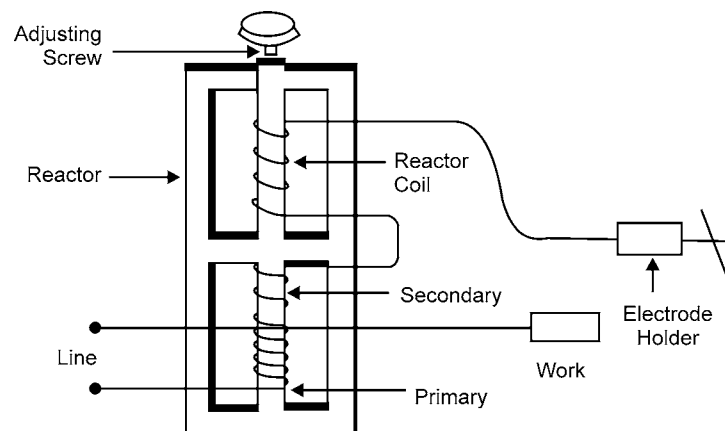 Adjusting
Screw
Reactor
Reactor
Coil
Secondary
Electrode
Holder
Line
Work
Primary